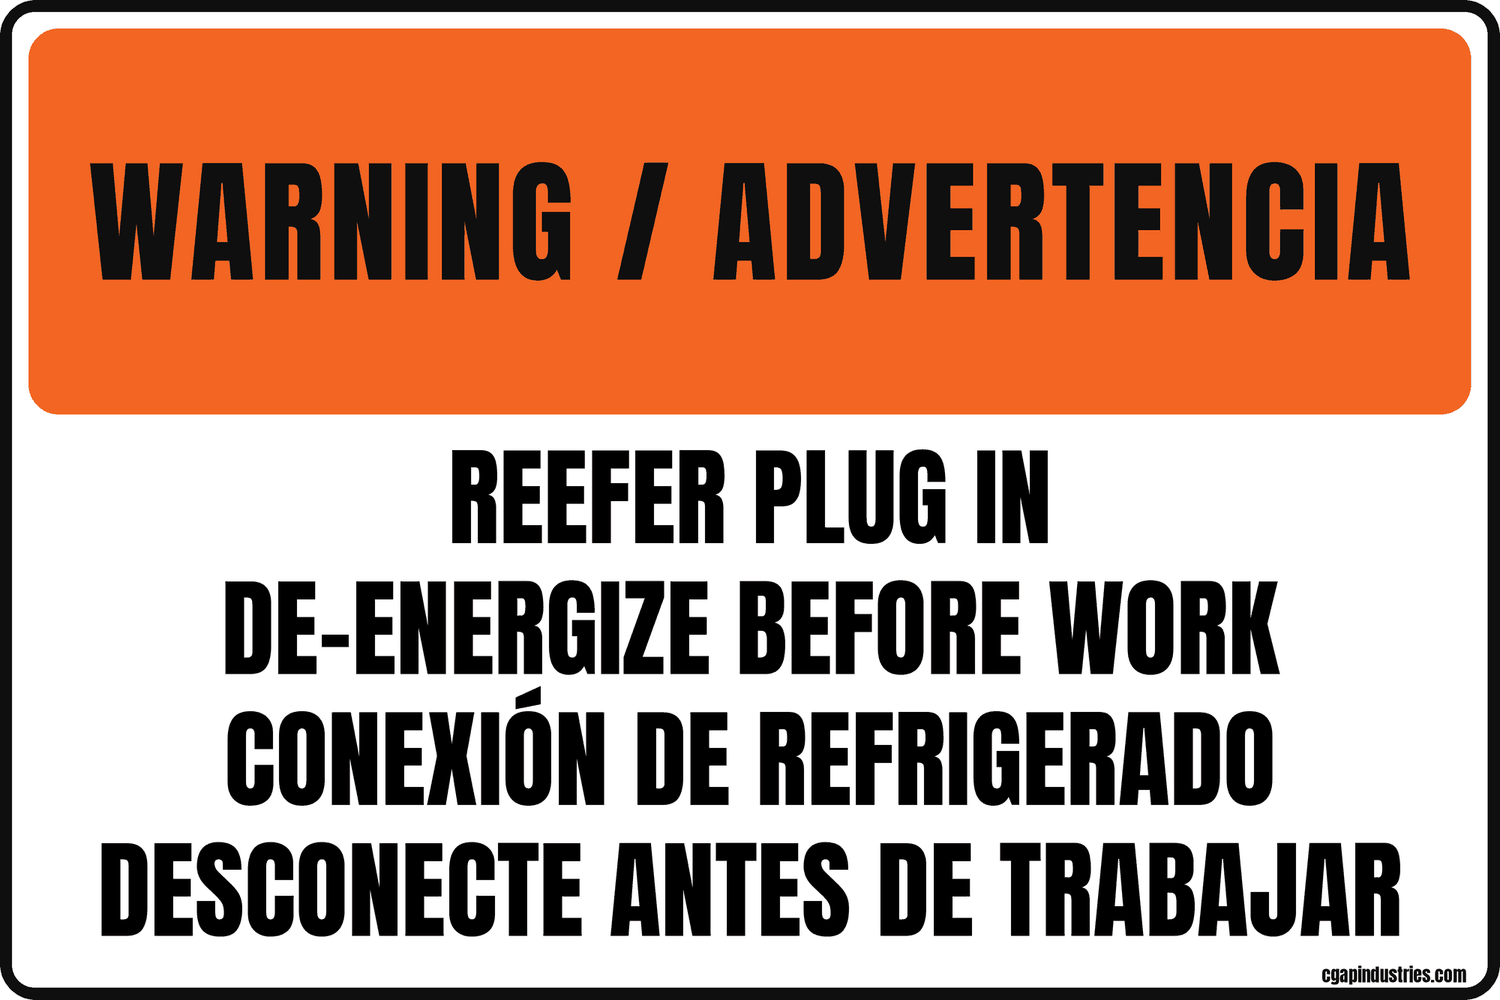 WARNING / ADVERTENCIA
REEFER PLUG IN
DE-ENERGIZE BEFORE WORK
CONEXIÓN DE REFRIGERADO
DESCONECTE ANTES DE TRABAJAR
cgapindustries.com